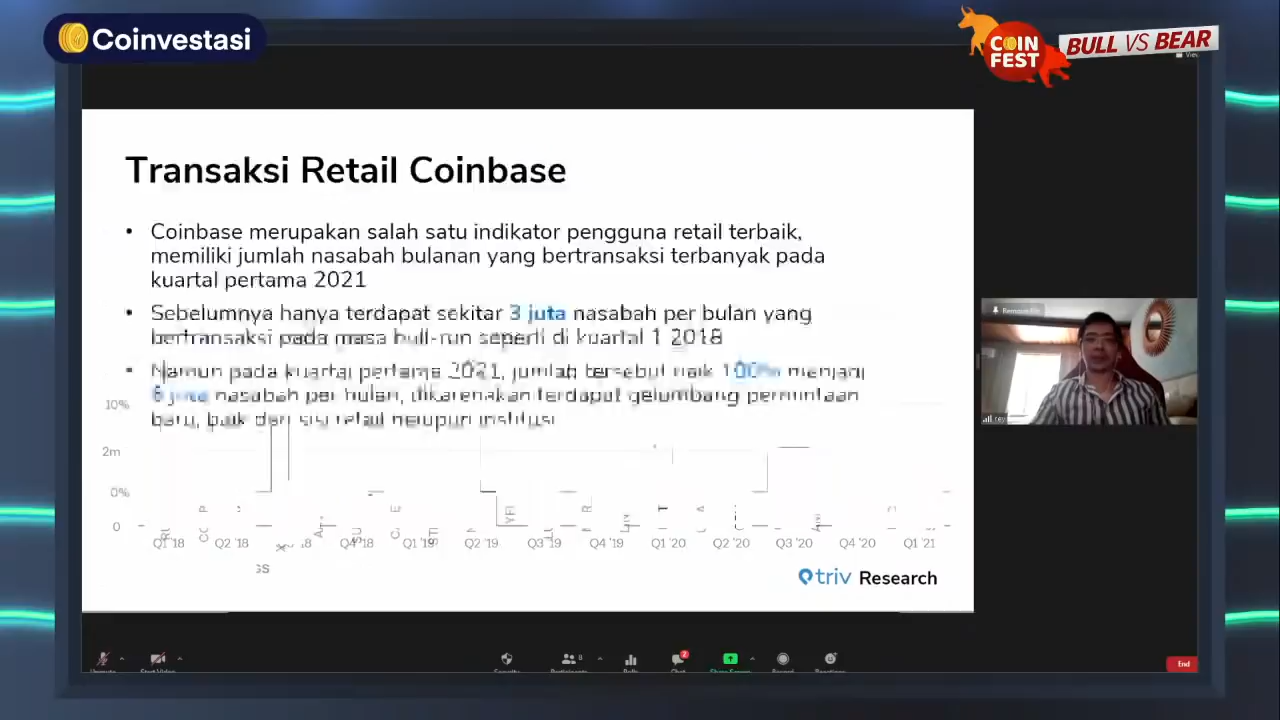 Coinvestasi
COIN
FEST
BULL VS BEAR
Transaksi Retail Coinbase
• Coinbase merupakan salah satu indikator pengguna retail terbaik,
memiliki jumlah nasabah bulanan yang bertransaksi terbanyak pada
kuartal pertama 2021
• Sebelumnya hanya terdapat sekitar 3 juta nasabah per bulan yang
bertransaksi pada masa bull-run seperti di kuartal 1 2018
• Namun pada kuartal pertama 2021, jumlah tersebut naik 100% menjadi
6 juta nasabah per bulan, dikarenakan terdapat gelombang permintaan
baru, baik dari sisi retail maupun institusi
10%
2m
0%
0
Q1 '18 Q2 '18 Q4 '18 Q1 '19 Q2 '19 Q3 '19 Q4 '19 Q1 '20 Q2 '20 Q3 '20 Q4 '20 Q1 '21
triv Research
End